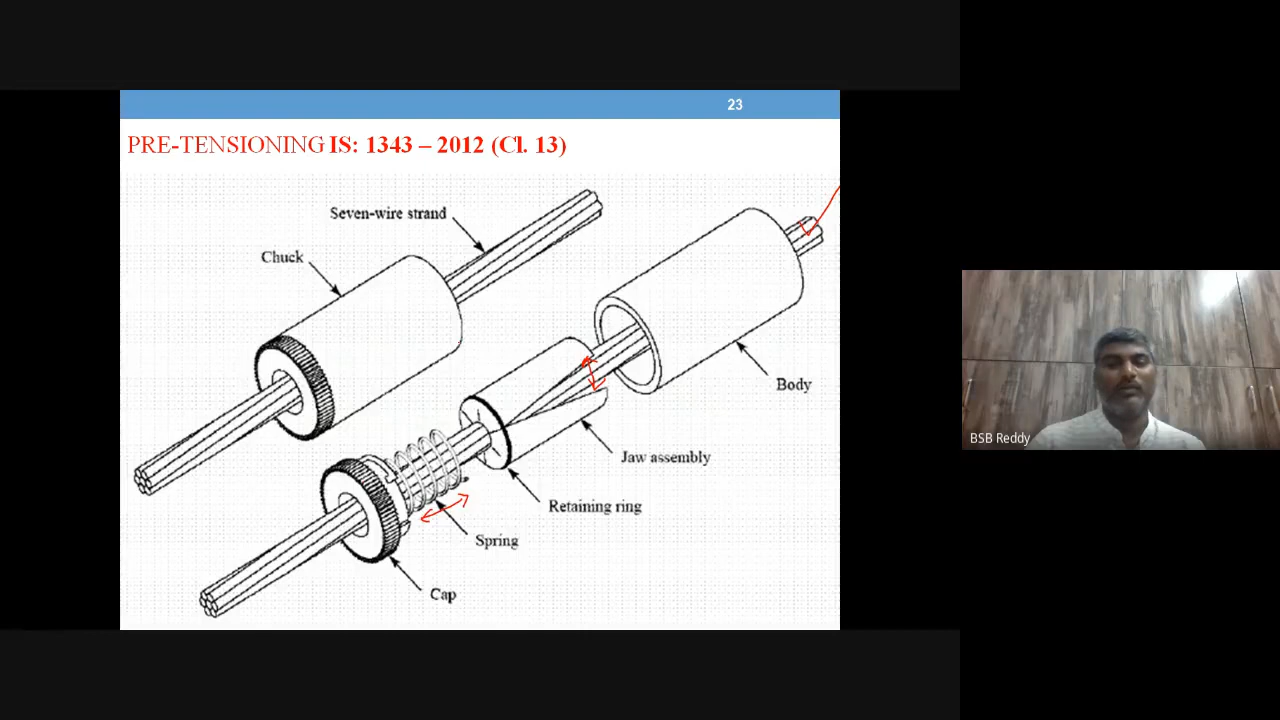 23
PRE-TENSIONING IS: 1343 – 2012 (Cl. 13)
Seven-wire strand
Chuck
Body
Jaw assembly
Retaining ring
Spring
Cap
BSB Reddy